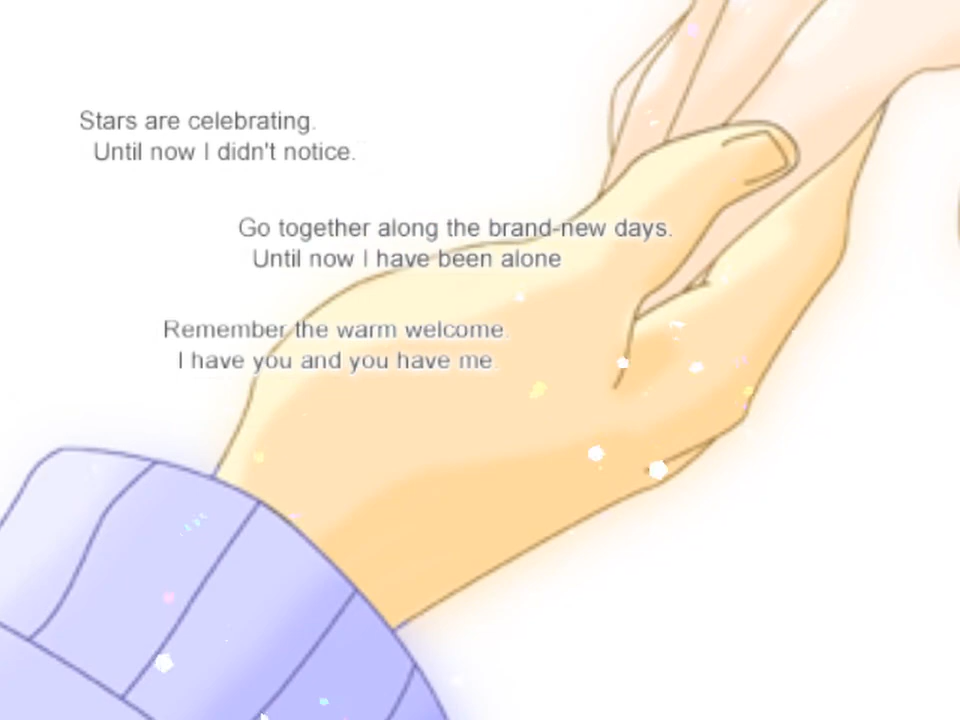 Stars are celebrating.
Until now I didn't notice.
Go together along the brand-new days.
Until now I have been alone
Remember the warm welcome.
I have you and you have me.